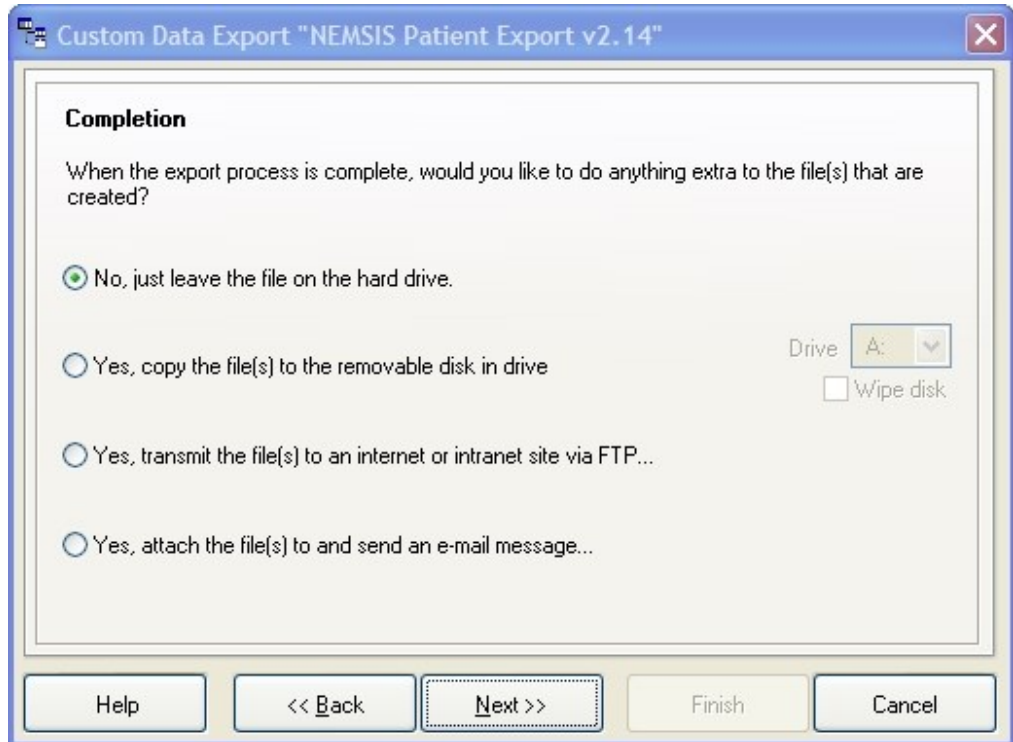 Custom Data Export "NEMSIS Patient Export v2.14"
Completion
When the export process is complete, would you like to do anything extra to the file(s) that are
created?
No, just leave the file on the hard drive.
Yes, copy the file(s) to the removable disk in drive
Drive A:
Wipe disk
Yes, transmit the file(s) to an internet or intranet site via FTP...
Yes, attach the file(s) to and send an e-mail message...
Help << Back Next >> Finish Cancel